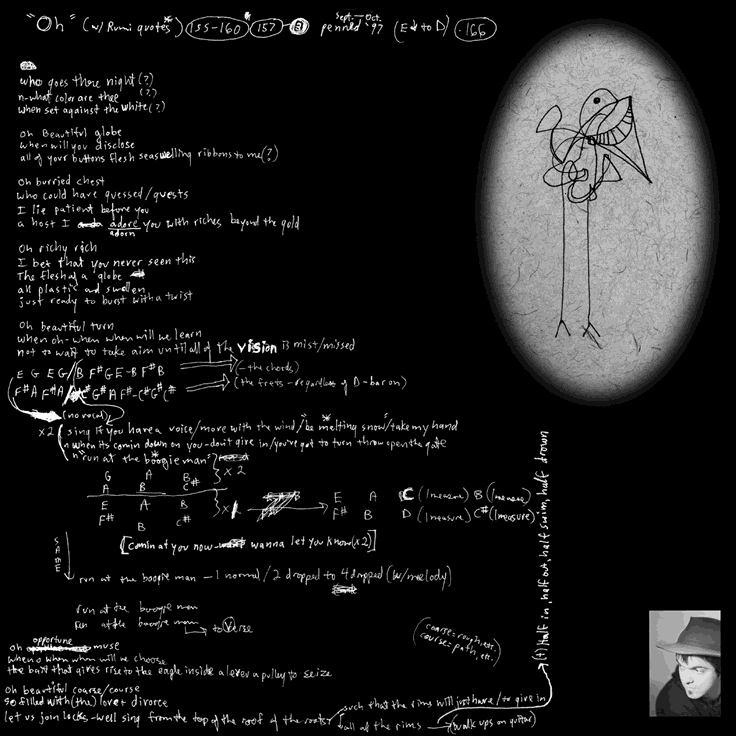 "Oh" (w/ Rumi quotes*) 155-160 157 penned Sept.-Oct. '97 (E ↓ to D) .166
who goes there night (?)
n-what color are thee (??)
when set against the white (?)
oh Beautiful globe
when will you disclose
all of your buttons flesh seaswelling ribbons to me (?)
oh burried chest
who could have guessed/quests
I lie patient before you
a host I adore you with riches beyond the gold
adorn
Oh richy rich
I bet that you never seen this
The flesh of a globe
all plastic and swollen
just ready to burst with a twist
oh beautiful turn
when oh-when when will we learn
not to wait to take aim until all of the vision is mist/missed
E G E G/B F# G E-B F# B (-the chords)
F# A F# A G# A F#-C# G# C# (the frets-regardless of D-bar on)
(no vocal)
x2 (sing If you have a voice/more with the wind/"be melting snow"/take my hand
n when its comin down on you-don't give in/you've got to turn throw open the gate
n "run at the boogie man"
G A B
A B C# x2
E A B
F# B C# x1
E A C (1 measure) B (1 measure)
F# B D (1 measure) C# (1 measure)
[comin at you now wanna let you know (x2)]
SAME
run at the boogie man - 1 normal/2 dropped to 4 dropped (w/melody)
run at the boogie man
run at the boogie man to Verse
oh opportune muse
when o when when will we choose
the bait that gives rise to the eagle inside a lever a pulley to seize
(coarse=rough, etc.
course=path, etc.)
oh beautiful coarse/course
so filled with (the) love + divorce
let us join locks-well sing from the top of the roof of the roots
such that the rims will just have/to give in
all of the rims (walk ups on guitar)
(t) half in, half out, half swim, half drown